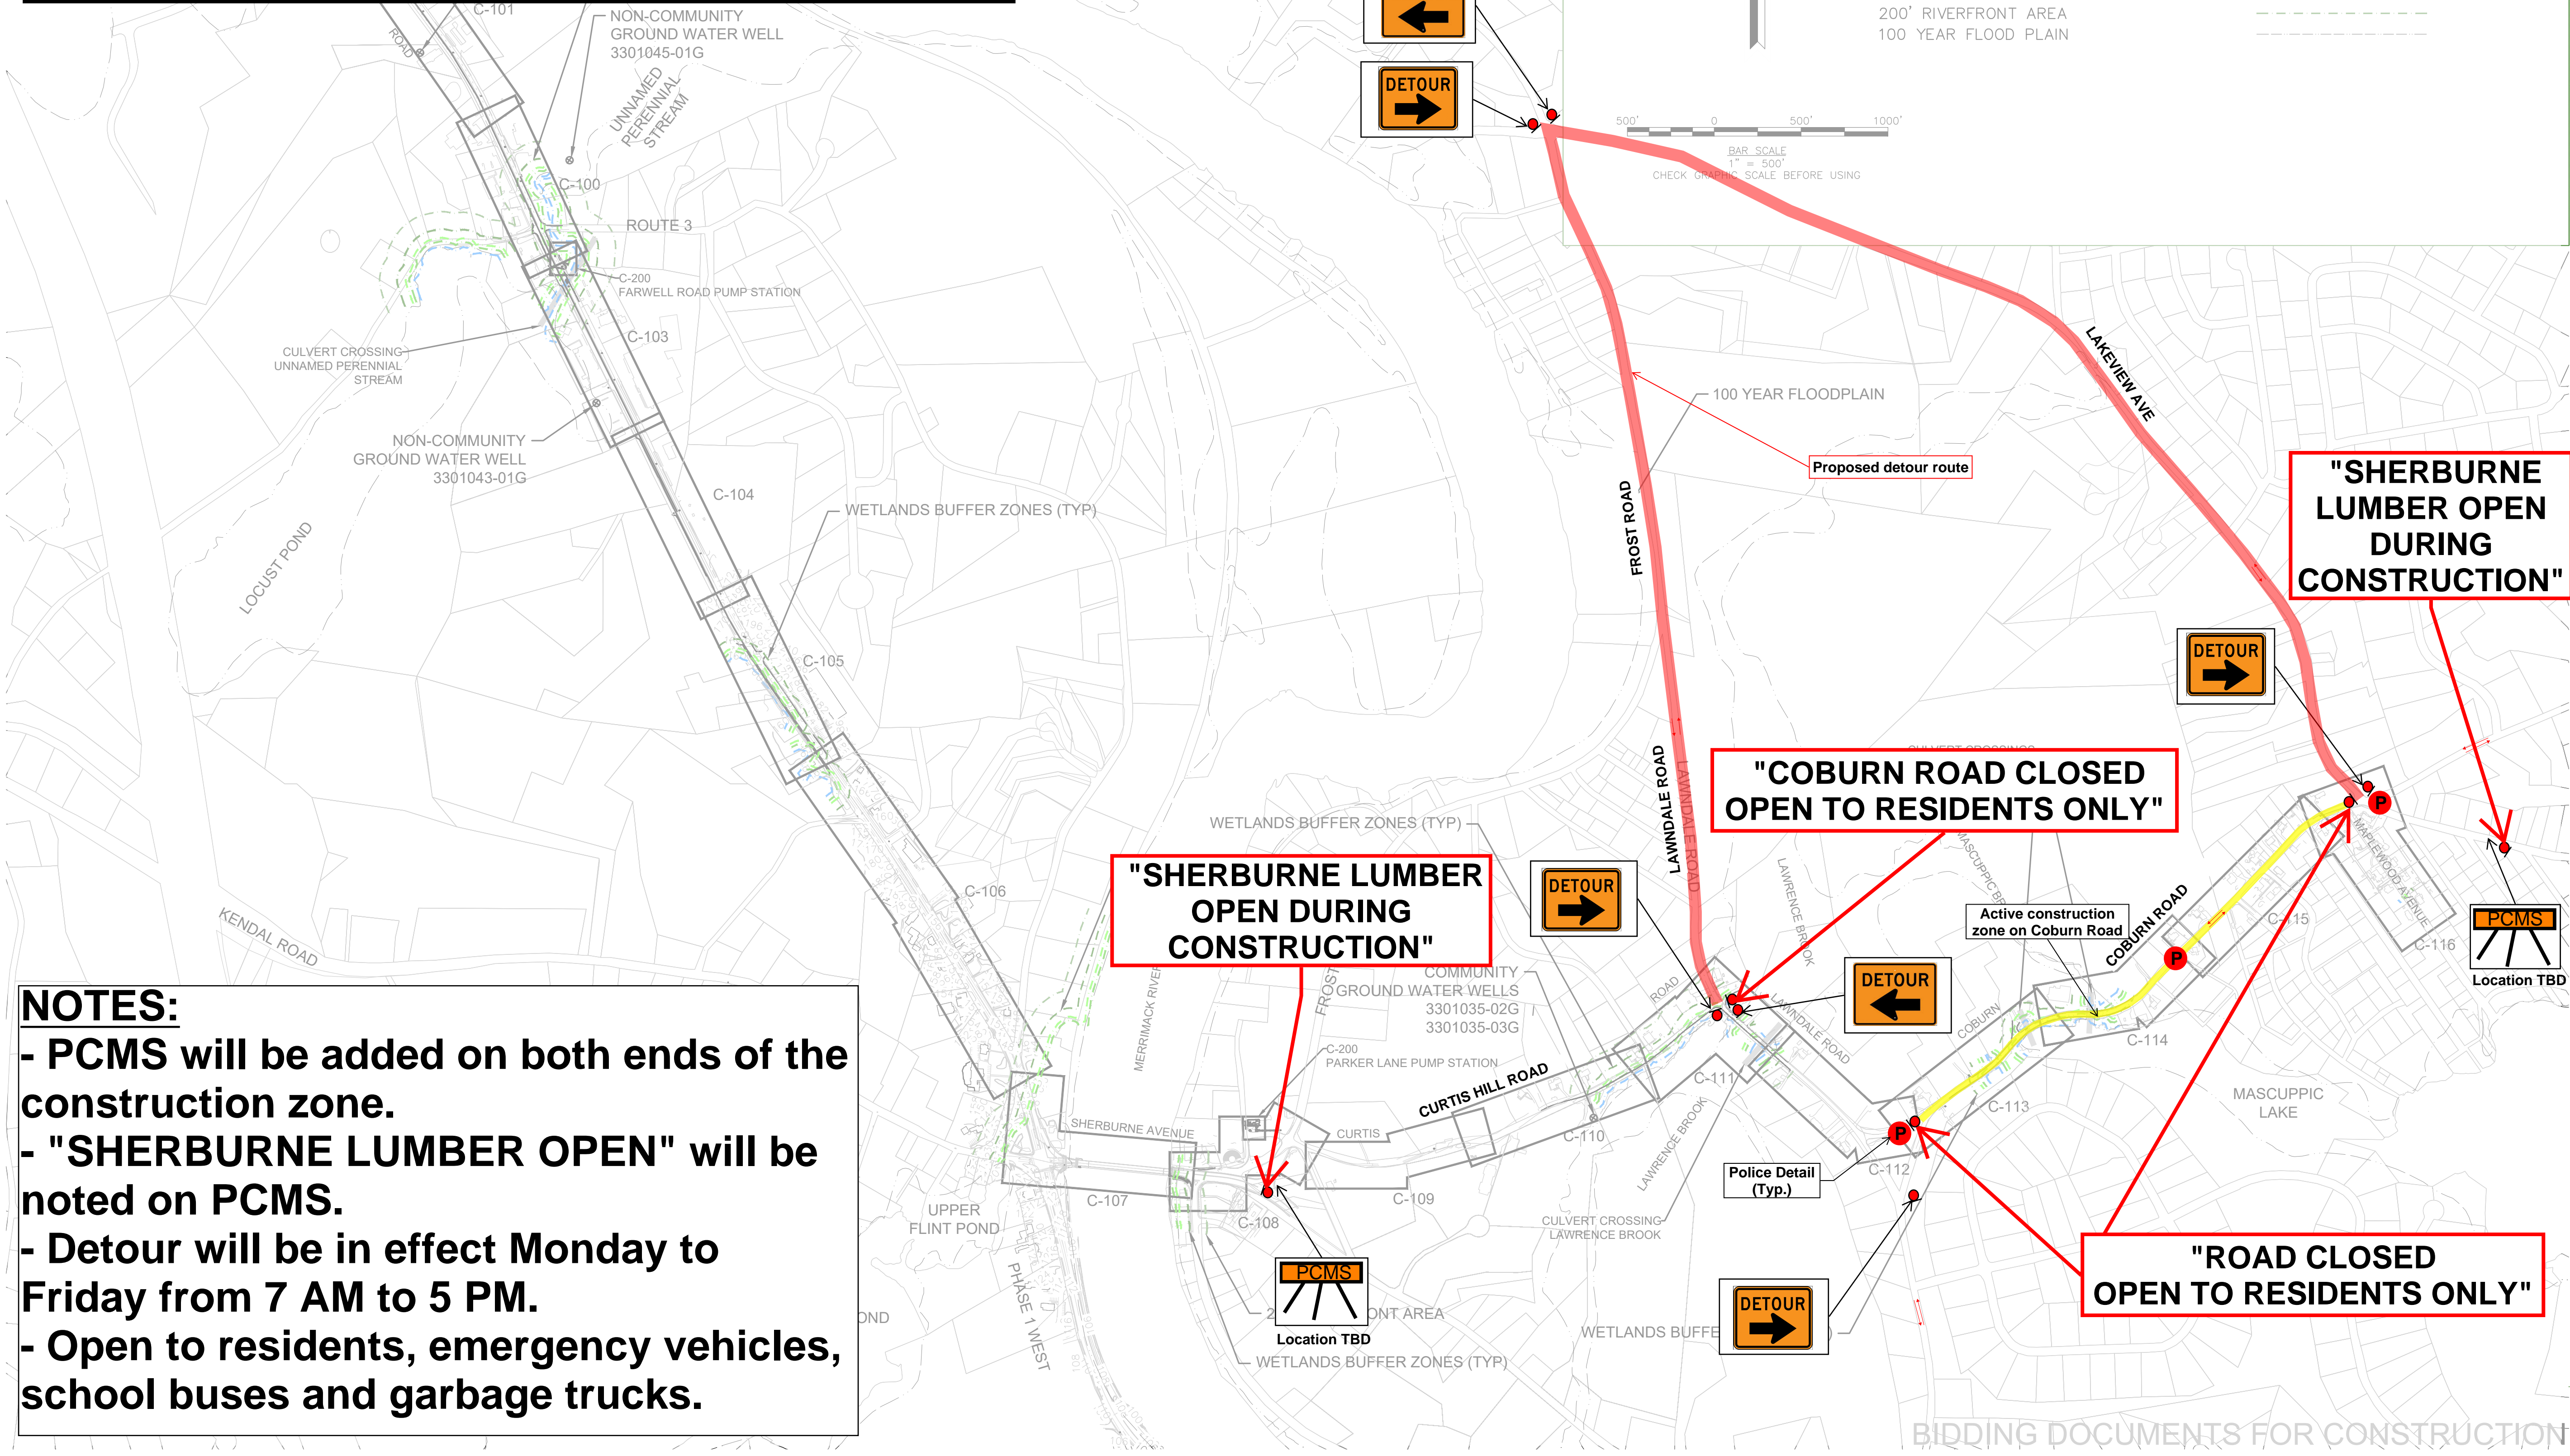 C-101
ROAD
NON-COMMUNITY
GROUND WATER WELL
3301045-01G
UNNAMED
PERENNIAL
STREAM
C-100
ROUTE 3
C-200
FARWELL ROAD PUMP STATION
C-103
CULVERT CROSSING
UNNAMED PERENNIAL
STREAM
NON-COMMUNITY
GROUND WATER WELL
3301043-01G
C-104
WETLANDS BUFFER ZONES (TYP)
LOCUST POND
C-105
C-106
KENDAL ROAD
DETOUR
200' RIVERFRONT AREA
100 YEAR FLOOD PLAIN
500' 0 500' 1000'
BAR SCALE
1" = 500'
CHECK GRAPHIC SCALE BEFORE USING
LAKEVIEW AVE
100 YEAR FLOODPLAIN
Proposed detour route
FROST ROAD
"SHERBURNE
LUMBER OPEN
DURING
CONSTRUCTION"
DETOUR
LAWNDALE ROAD
LAWNDALE ROAD
CULVERT CROSSINGS
"COBURN ROAD CLOSED
OPEN TO RESIDENTS ONLY"
P
WETLANDS BUFFER ZONES (TYP)
"SHERBURNE LUMBER
OPEN DURING
CONSTRUCTION"
DETOUR
LAWRENCE BROOK
MASCUPPIC
Active construction
zone on Coburn Road
COBURN ROAD
P
MAPLEWOOD AVENUE
C-115
C-116
PCMS
Location TBD
MERRIMACK RIVER
FROST
COMMUNITY
GROUND WATER WELLS
3301035-02G
3301035-03G
ROAD
LAWNDALE ROAD
DETOUR
COBURN
C-114
C-200
PARKER LANE PUMP STATION
CURTIS HILL ROAD
C-111
C-113
MASCUPPIC
LAKE
SHERBURNE AVENUE
CURTIS
C-110
LAWRENCE BROOK
P
C-112
Police Detail
(Typ.)
C-107
C-108
C-109
UPPER
FLINT POND
CULVERT CROSSING
LAWRENCE BROOK
"ROAD CLOSED
OPEN TO RESIDENTS ONLY"
PHASE 1 WEST
PCMS
Location TBD
OND
2
ONT AREA
WETLANDS BUFFE
DETOUR
)
WETLANDS BUFFER ZONES (TYP)
NOTES:
- PCMS will be added on both ends of the
construction zone.
- "SHERBURNE LUMBER OPEN" will be
noted on PCMS.
- Detour will be in effect Monday to
Friday from 7 AM to 5 PM.
- Open to residents, emergency vehicles,
school buses and garbage trucks.
BIDDING DOCUMENTS FOR CONSTRUCTION